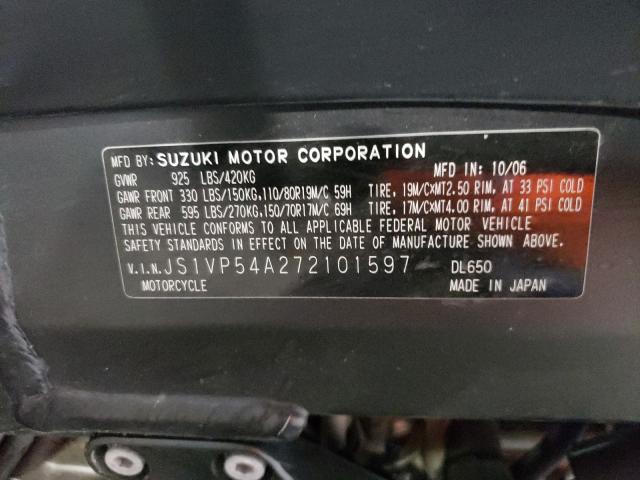 MFD BY: SUZUKI MOTOR CORPORATION MFD IN: 10/06
GVWR 925 LBS/420KG
GAWR FRONT 330 LBS/150KG,110/80R19M/C 59H TIRE, 19M/C×MT2.50 RIM, AT 33 PSI COLD
GAWR REAR 595 LBS/270KG,150/70R17M/C 69H TIRE, 17M/C×MT4.00 RIM, AT 41 PSI COLD
THIS VEHICLE CONFORMS TO ALL APPLICABLE FEDERAL MOTOR VEHICLE
SAFETY STANDARDS IN EFFECT ON THE DATE OF MANUFACTURE SHOWN ABOVE.
V.I.N. JS1VP54A272101597 DL650
MOTORCYCLE MADE IN JAPAN